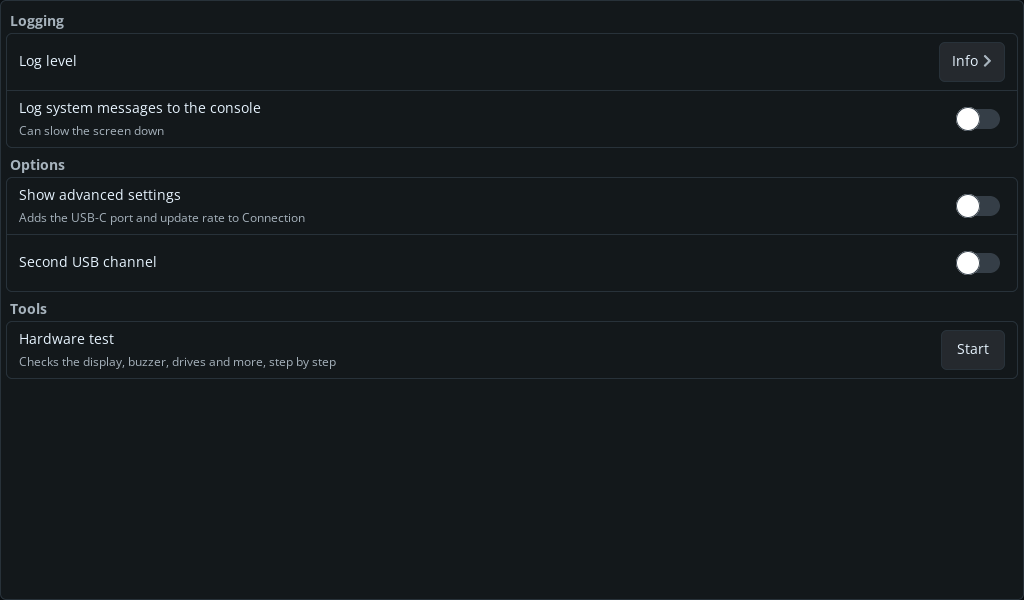 Logging
Log level
Info
Log system messages to the console
Can slow the screen down
Options
Show advanced settings
Adds the USB-C port and update rate to Connection
Second USB channel
Tools
Hardware test
Checks the display, buzzer, drives and more, step by step
Start